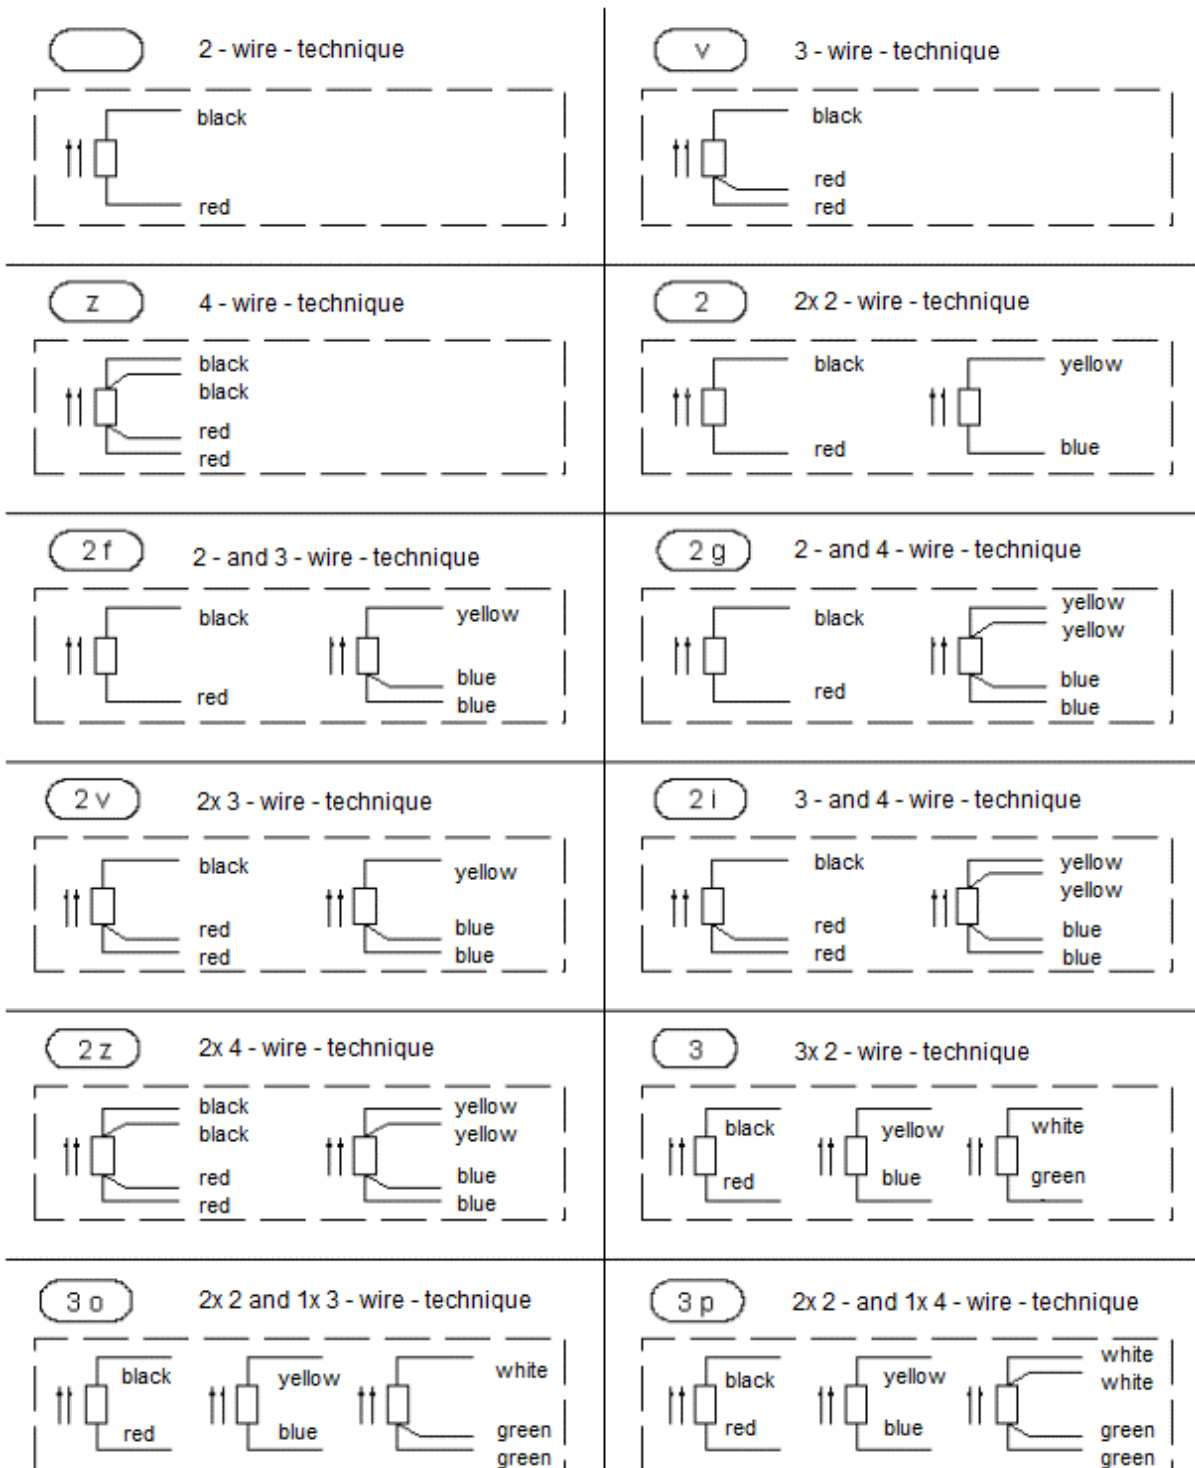 2 - wire - technique
black
red
v
3 - wire - technique
black
red
red
z
4 - wire - technique
black
black
red
red
2
2x 2 - wire - technique
black
yellow
red
blue
2 f
2 - and 3 - wire - technique
black
yellow
red
blue
blue
2 g
2 - and 4 - wire - technique
black
yellow
yellow
red
blue
blue
2 v
2x 3 - wire - technique
black
yellow
red
blue
red
blue
2 i
3 - and 4 - wire - technique
black
yellow
yellow
red
blue
red
blue
2 z
2x 4 - wire - technique
black
yellow
black
yellow
red
blue
red
blue
3
3x 2 - wire - technique
black
yellow
white
red
blue
green
3 o
2x 2 and 1x 3 - wire - technique
black
yellow
white
red
blue
green
green
3 p
2x 2 - and 1x 4 - wire - technique
black
yellow
white
white
red
blue
green
green